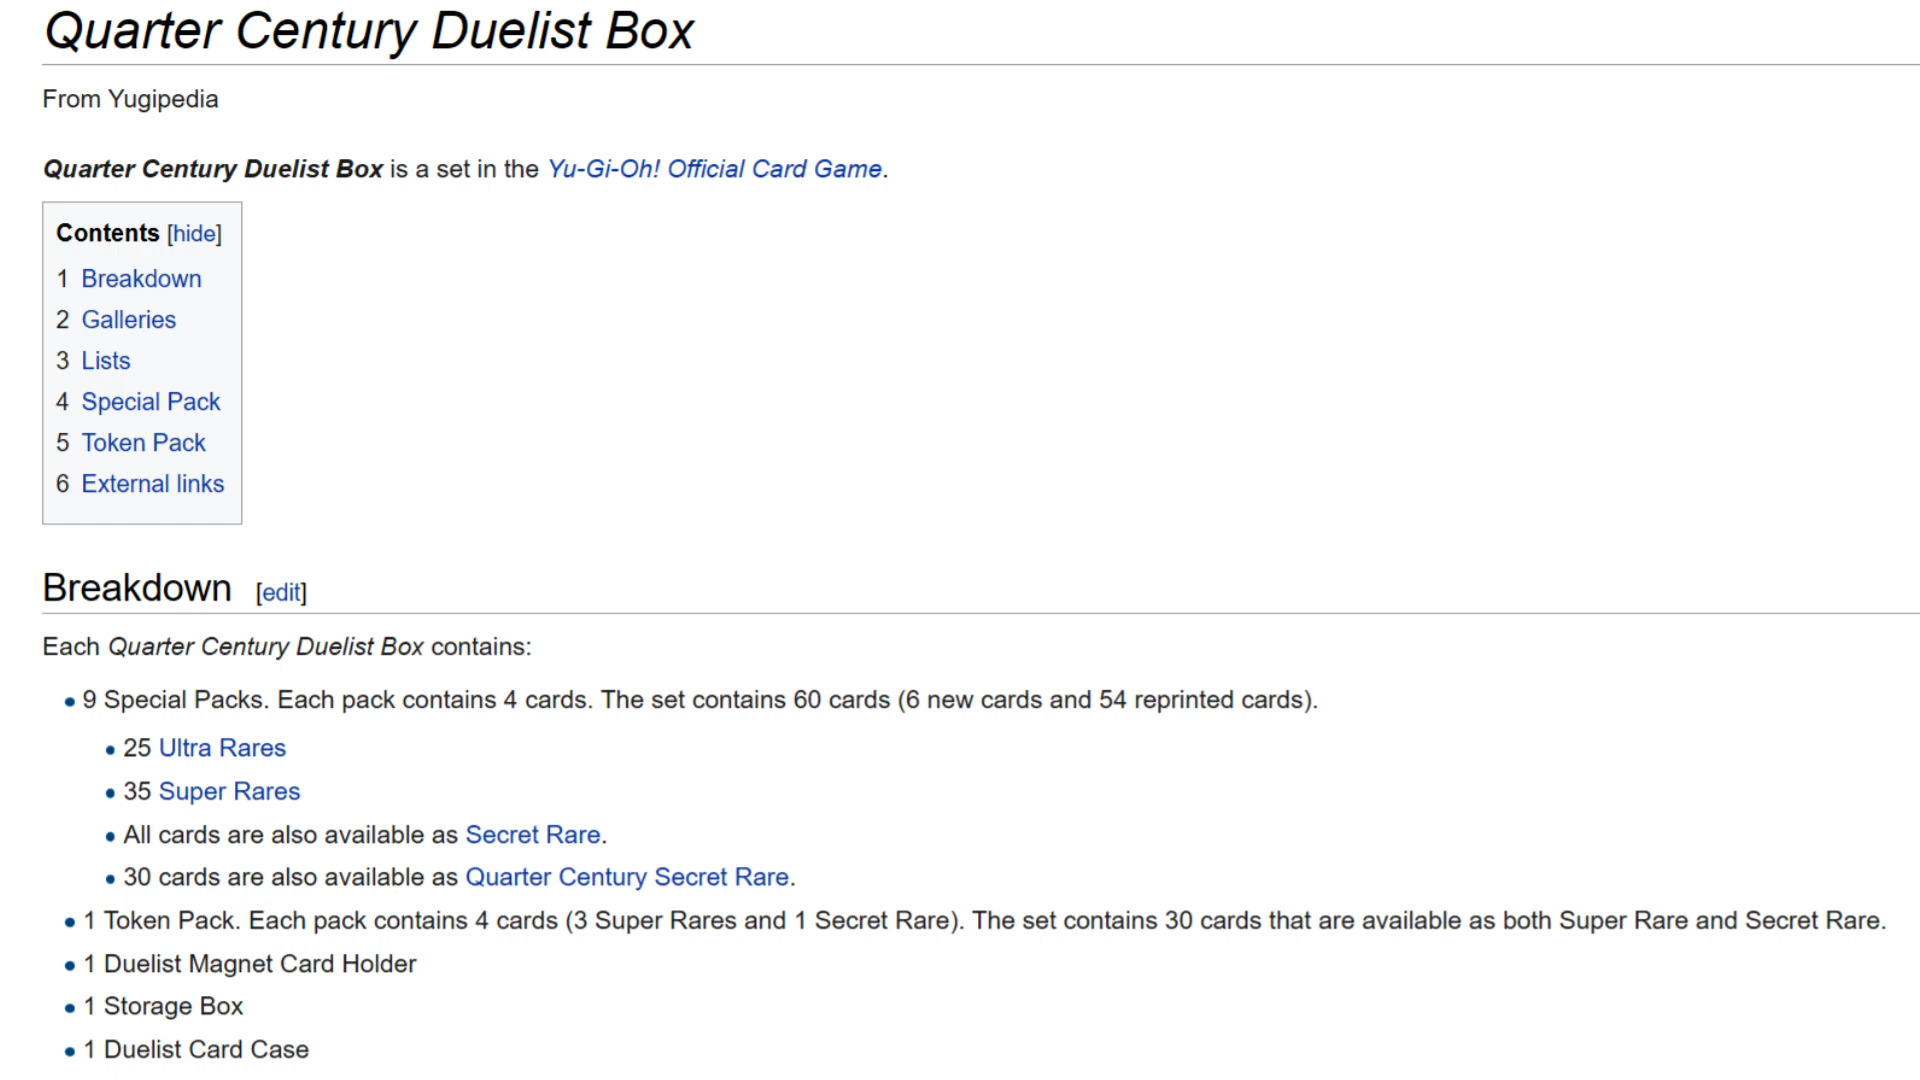 Quarter Century Duelist Box
From Yugipedia
Quarter Century Duelist Box is a set in the Yu-Gi-Oh! Official Card Game.
Contents [hide]
1 Breakdown
2 Galleries
3 Lists
4 Special Pack
5 Token Pack
6 External links
Breakdown [edit]
Each Quarter Century Duelist Box contains:
• 9 Special Packs. Each pack contains 4 cards. The set contains 60 cards (6 new cards and 54 reprinted cards).
• 25 Ultra Rares
• 35 Super Rares
• All cards are also available as Secret Rare.
• 30 cards are also available as Quarter Century Secret Rare.
• 1 Token Pack. Each pack contains 4 cards (3 Super Rares and 1 Secret Rare). The set contains 30 cards that are available as both Super Rare and Secret Rare.
• 1 Duelist Magnet Card Holder
• 1 Storage Box
• 1 Duelist Card Case